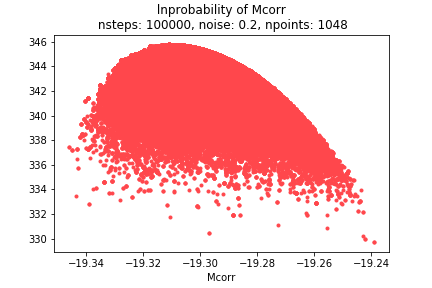 lnprobability of Mcorr
nsteps: 100000, noise: 0.2, npoints: 1048
346
344
342
340
338
336
334
332
330
−19.34 −19.32 −19.30 −19.28 −19.26 −19.24
Mcorr